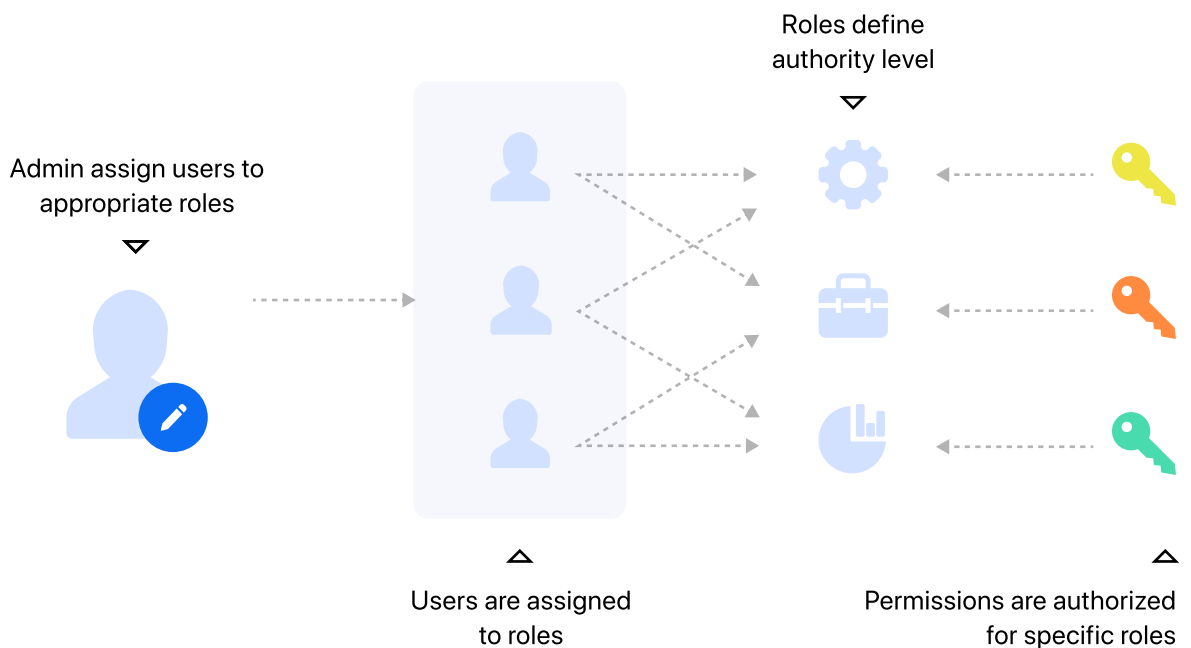 Roles define
authority level
Admin assign users to
appropriate roles
Users are assigned
to roles
Permissions are authorized
for specific roles